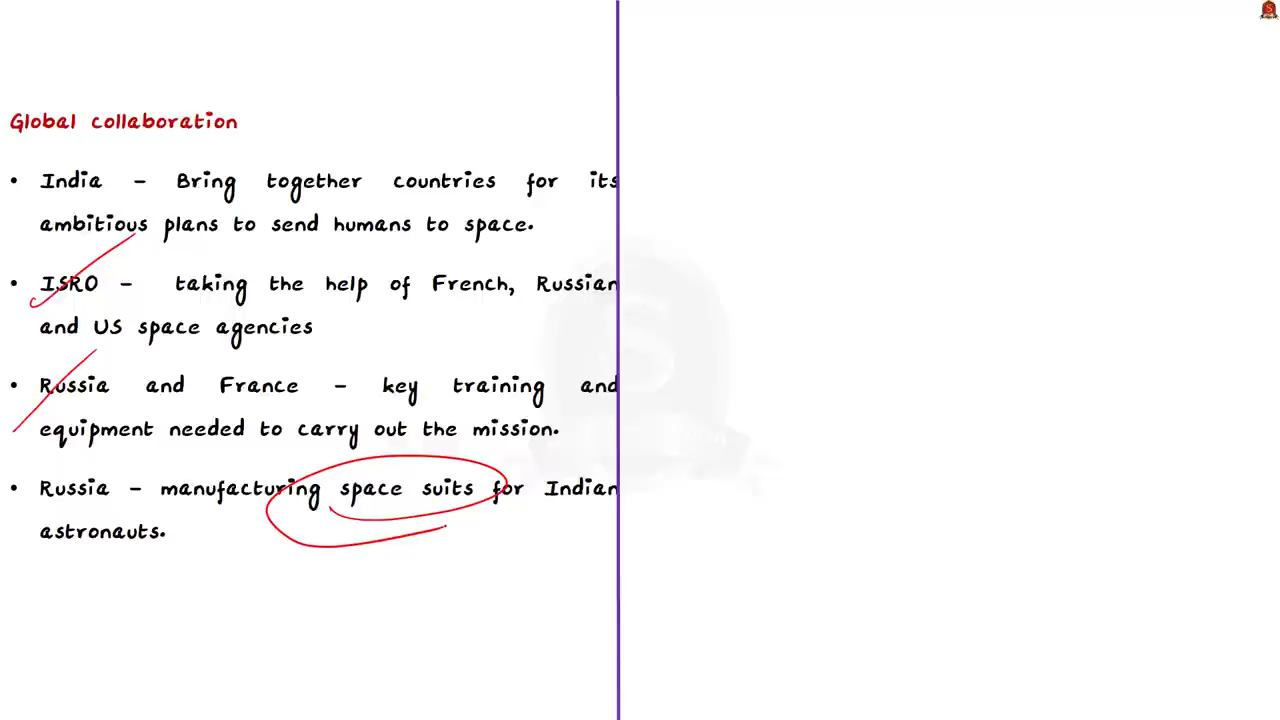 Global collaboration
• India - Bring together countries for its
ambitious plans to send humans to space.
• ISRO - taking the help of French, Russian
and US space agencies
• Russia and France - key training and
equipment needed to carry out the mission.
• Russia - manufacturing space suits for Indian
astronauts.